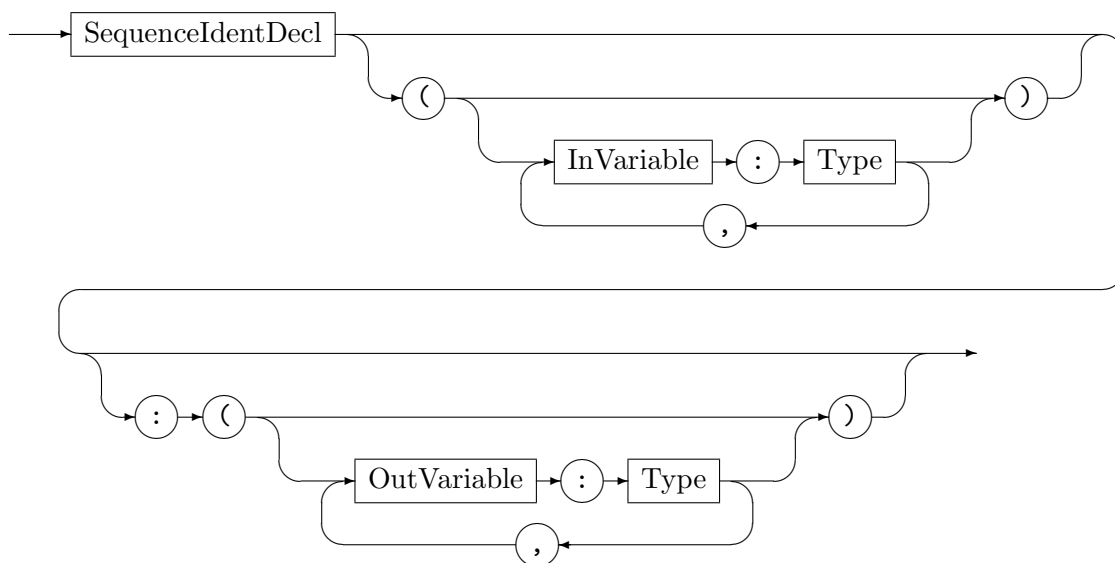 SequenceIdentDecl
( )
InVariable : Type
,
: ( )
OutVariable : Type
,